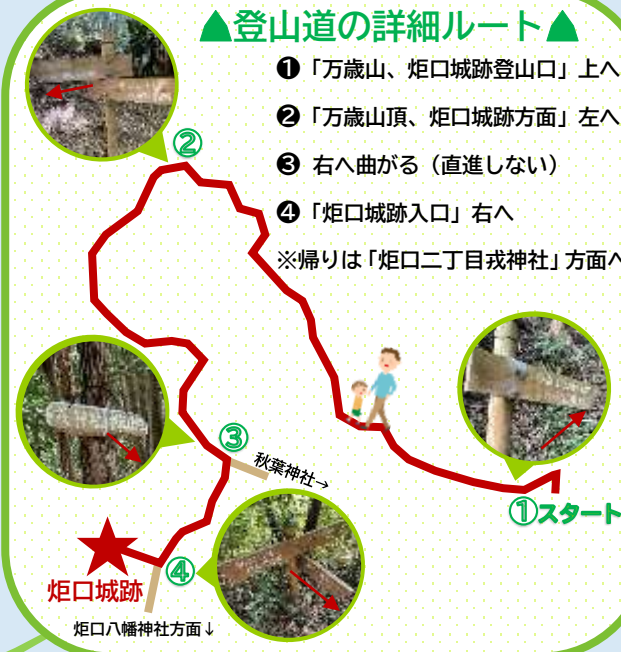 ▲登山道の詳細ルート▲
❶「万歳山、炬口城跡登山口」上へ
❷「万歳山頂、炬口城跡方面」左へ
❸ 右へ曲がる（直進しない）
❹「炬口城跡入口」右へ
※帰りは「炬口二丁目戎神社」方面へ
②
③
秋葉神社→
①スタート
④
炬口城跡
炬口八幡神社方面↓